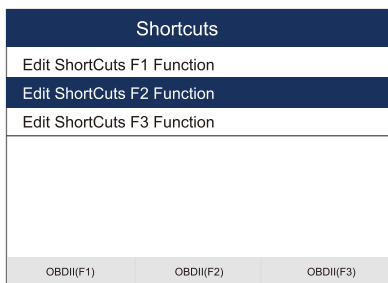 Shortcuts
Edit ShortCuts F1 Function
Edit ShortCuts F2 Function
Edit ShortCuts F3 Function
OBDII(F1) OBDII(F2) OBDII(F3)